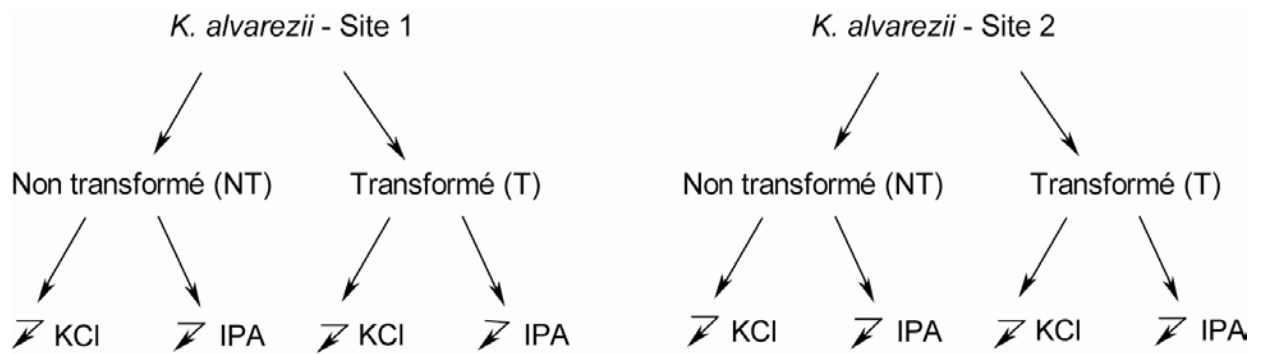 K. alvarezii - Site 1
K. alvarezii - Site 2
Non transformé (NT)
Transformé (T)
Non transformé (NT)
Transformé (T)
KCl
IPA
KCl
IPA
KCl
IPA
KCl
IPA